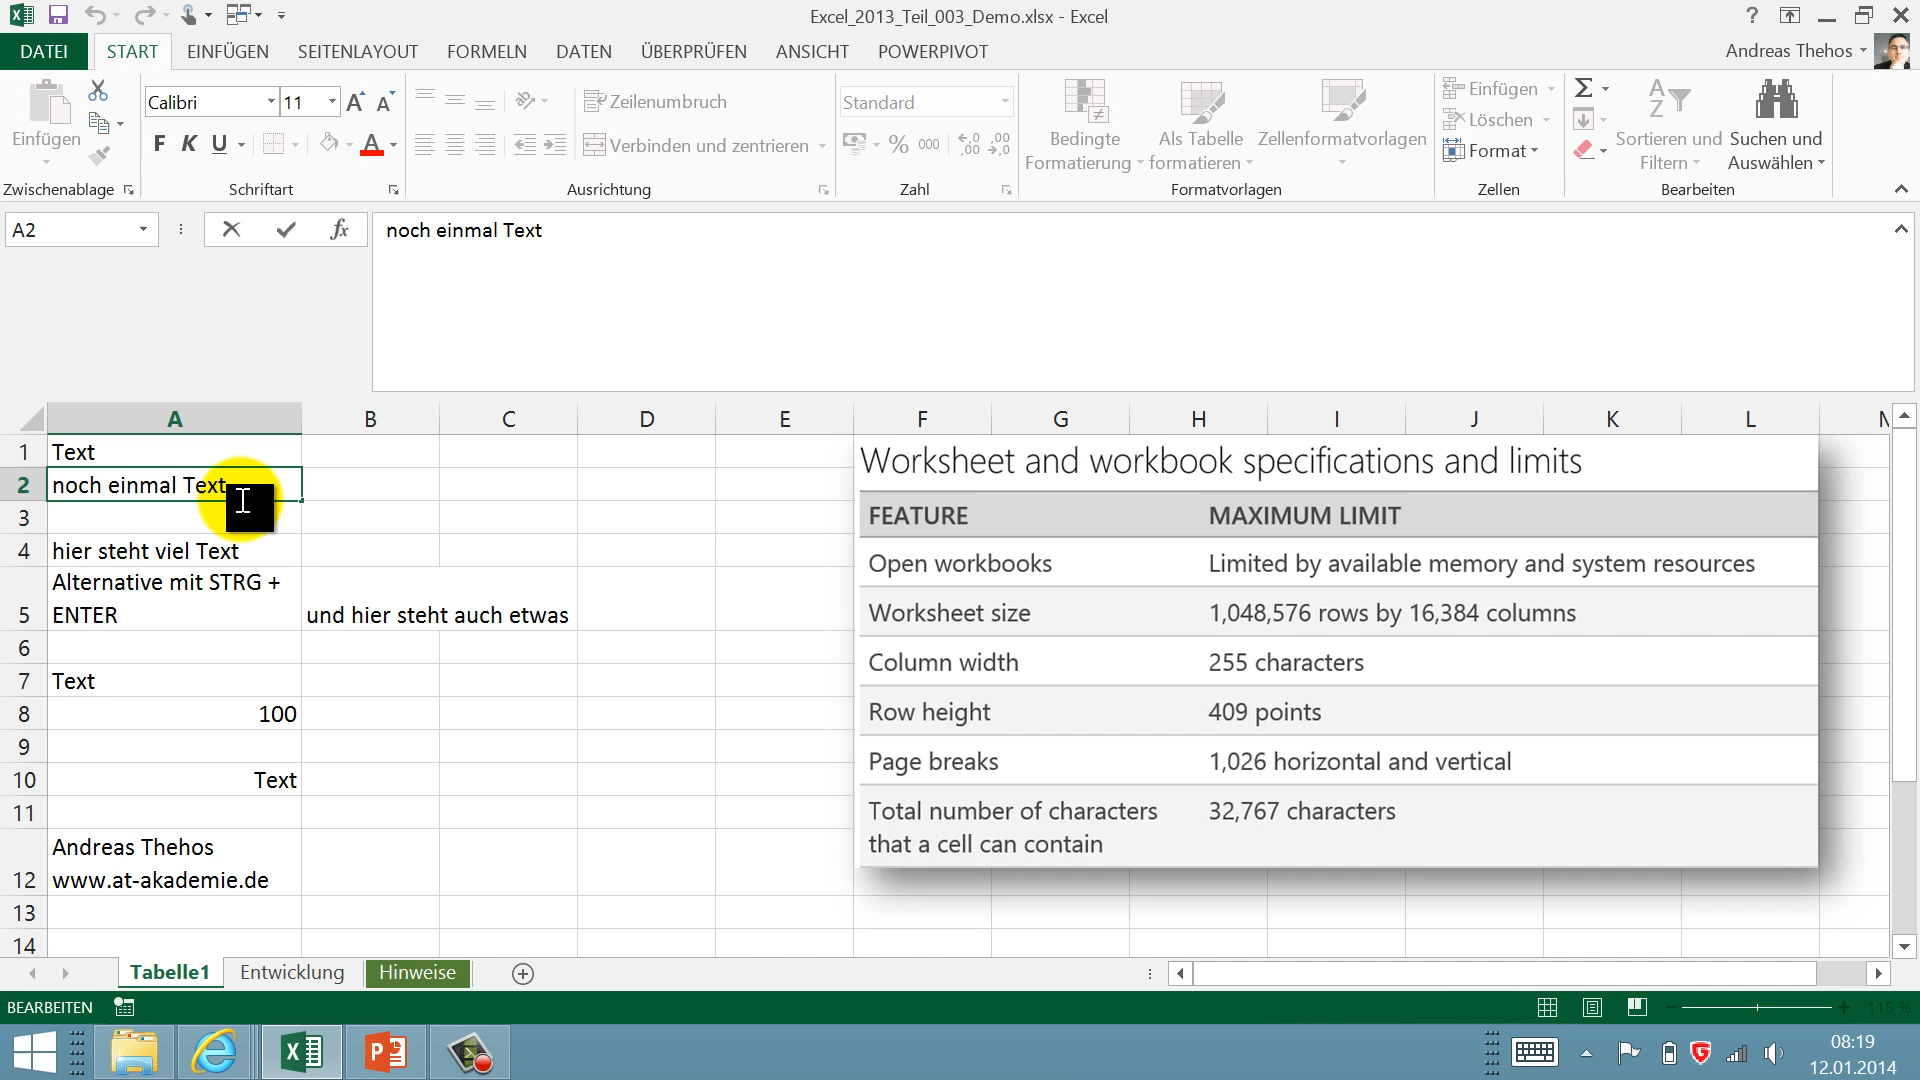 Excel_2013_Teil_003_Demo.xlsx - Excel
DATEI START EINFÜGEN SEITENLAYOUT FORMELN DATEN ÜBERPRÜFEN ANSICHT POWERPIVOT Andreas Thehos
Einfügen
Zwischenablage
Calibri 11
F K U
Schriftart
Zeilenumbruch
Verbinden und zentrieren
Ausrichtung
Standard
% 000
Zahl
Bedingte
Formatierung
Als Tabelle
formatieren
Zellenformatvorlagen
Formatvorlagen
Einfügen
Löschen
Format
Zellen
Sortieren und
Filtern
Suchen und
Auswählen
Bearbeiten
A2 fx noch einmal Text
A B C D E F G H I J K L M
1 Text
2 noch einmal Text
3
4 hier steht viel Text
Alternative mit STRG +
5 ENTER und hier steht auch etwas
6
7 Text
8 100
9
10 Text
11
Andreas Thehos
12 www.at-akademie.de
13
14
Worksheet and workbook specifications and limits
FEATURE MAXIMUM LIMIT
Open workbooks Limited by available memory and system resources
Worksheet size 1,048,576 rows by 16,384 columns
Column width 255 characters
Row height 409 points
Page breaks 1,026 horizontal and vertical
Total number of characters 32,767 characters
that a cell can contain
Tabelle1 Entwicklung Hinweise
BEARBEITEN 115 %
08:19
12.01.2014